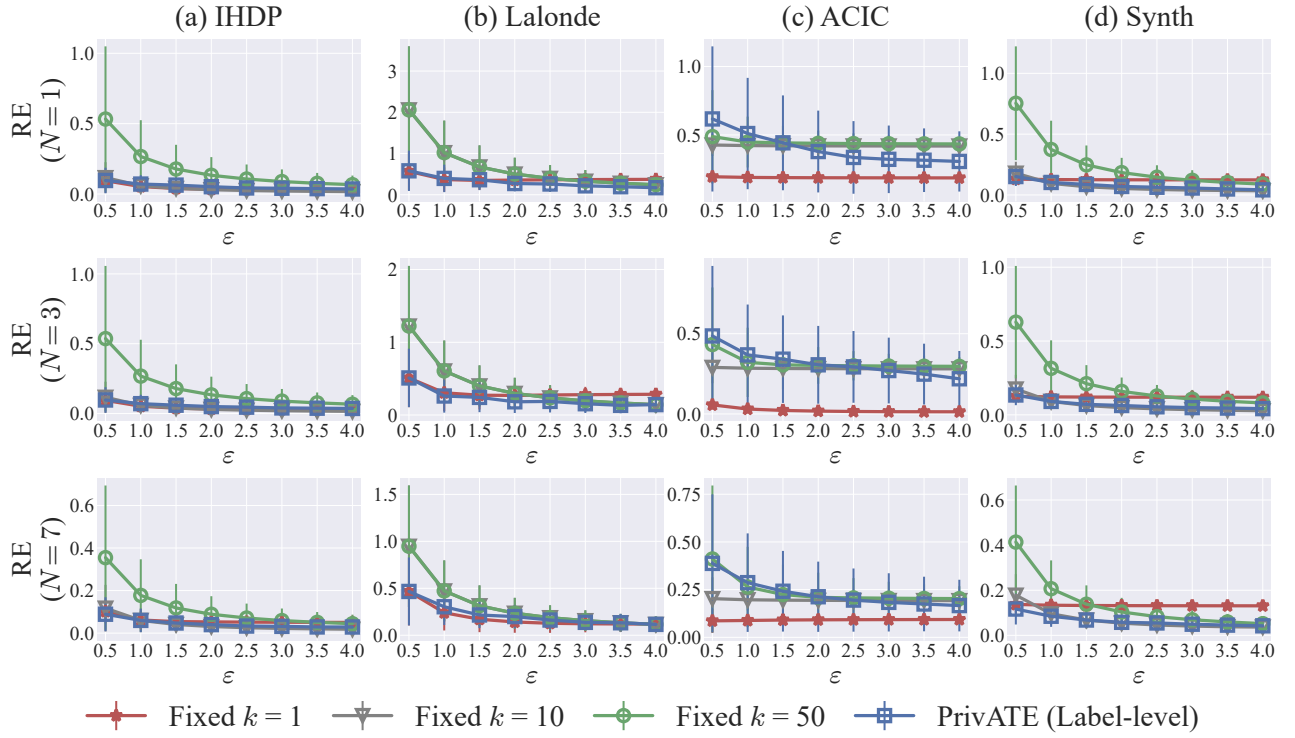 (a) IHDP (b) Lalonde (c) ACIC (d) Synth
RE
(N = 1)
1.0
0.5
0.0
0.5 1.0 1.5 2.0 2.5 3.0 3.5 4.0
ε
3
2
1
0
0.5 1.0 1.5 2.0 2.5 3.0 3.5 4.0
ε
1.0
0.5
0.5 1.0 1.5 2.0 2.5 3.0 3.5 4.0
ε
1.0
0.5
0.0
0.5 1.0 1.5 2.0 2.5 3.0 3.5 4.0
ε
RE
(N = 3)
1.0
0.5
0.0
0.5 1.0 1.5 2.0 2.5 3.0 3.5 4.0
ε
2
1
0
0.5 1.0 1.5 2.0 2.5 3.0 3.5 4.0
ε
0.5
0.0
0.5 1.0 1.5 2.0 2.5 3.0 3.5 4.0
ε
1.0
0.5
0.0
0.5 1.0 1.5 2.0 2.5 3.0 3.5 4.0
ε
RE
(N = 7)
0.6
0.4
0.2
0.0
0.5 1.0 1.5 2.0 2.5 3.0 3.5 4.0
ε
1.5
1.0
0.5
0.0
0.5 1.0 1.5 2.0 2.5 3.0 3.5 4.0
ε
0.75
0.50
0.25
0.00
0.5 1.0 1.5 2.0 2.5 3.0 3.5 4.0
ε
0.6
0.4
0.2
0.0
0.5 1.0 1.5 2.0 2.5 3.0 3.5 4.0
ε
Fixed k = 1 Fixed k = 10 Fixed k = 50 PrivATE (Label-level)